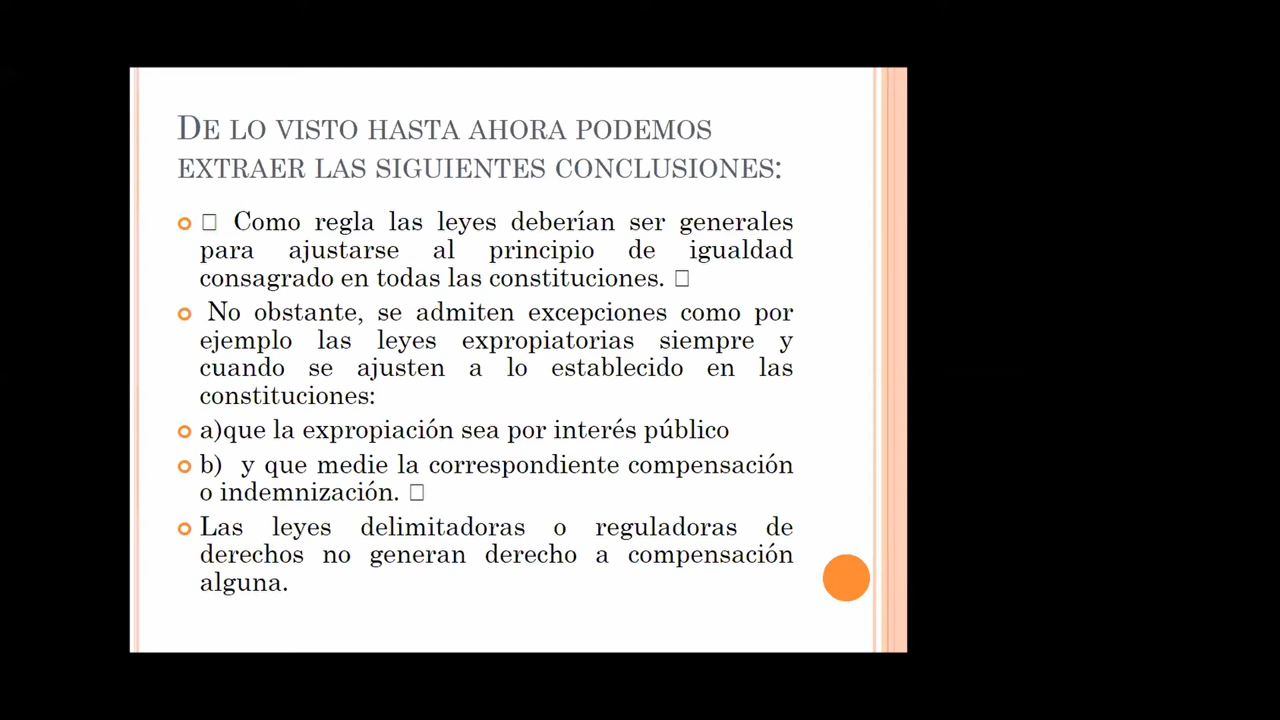 DE LO VISTO HASTA AHORA PODEMOS
EXTRAER LAS SIGUIENTES CONCLUSIONES:
□ Como regla las leyes deberían ser generales
para ajustarse al principio de igualdad
consagrado en todas las constituciones. □
No obstante, se admiten excepciones como por
ejemplo las leyes expropiatorias siempre y
cuando se ajusten a lo establecido en las
constituciones:
a)que la expropiación sea por interés público
b) y que medie la correspondiente compensación
o indemnización. □
Las leyes delimitadoras o reguladoras de
derechos no generan derecho a compensación
alguna.